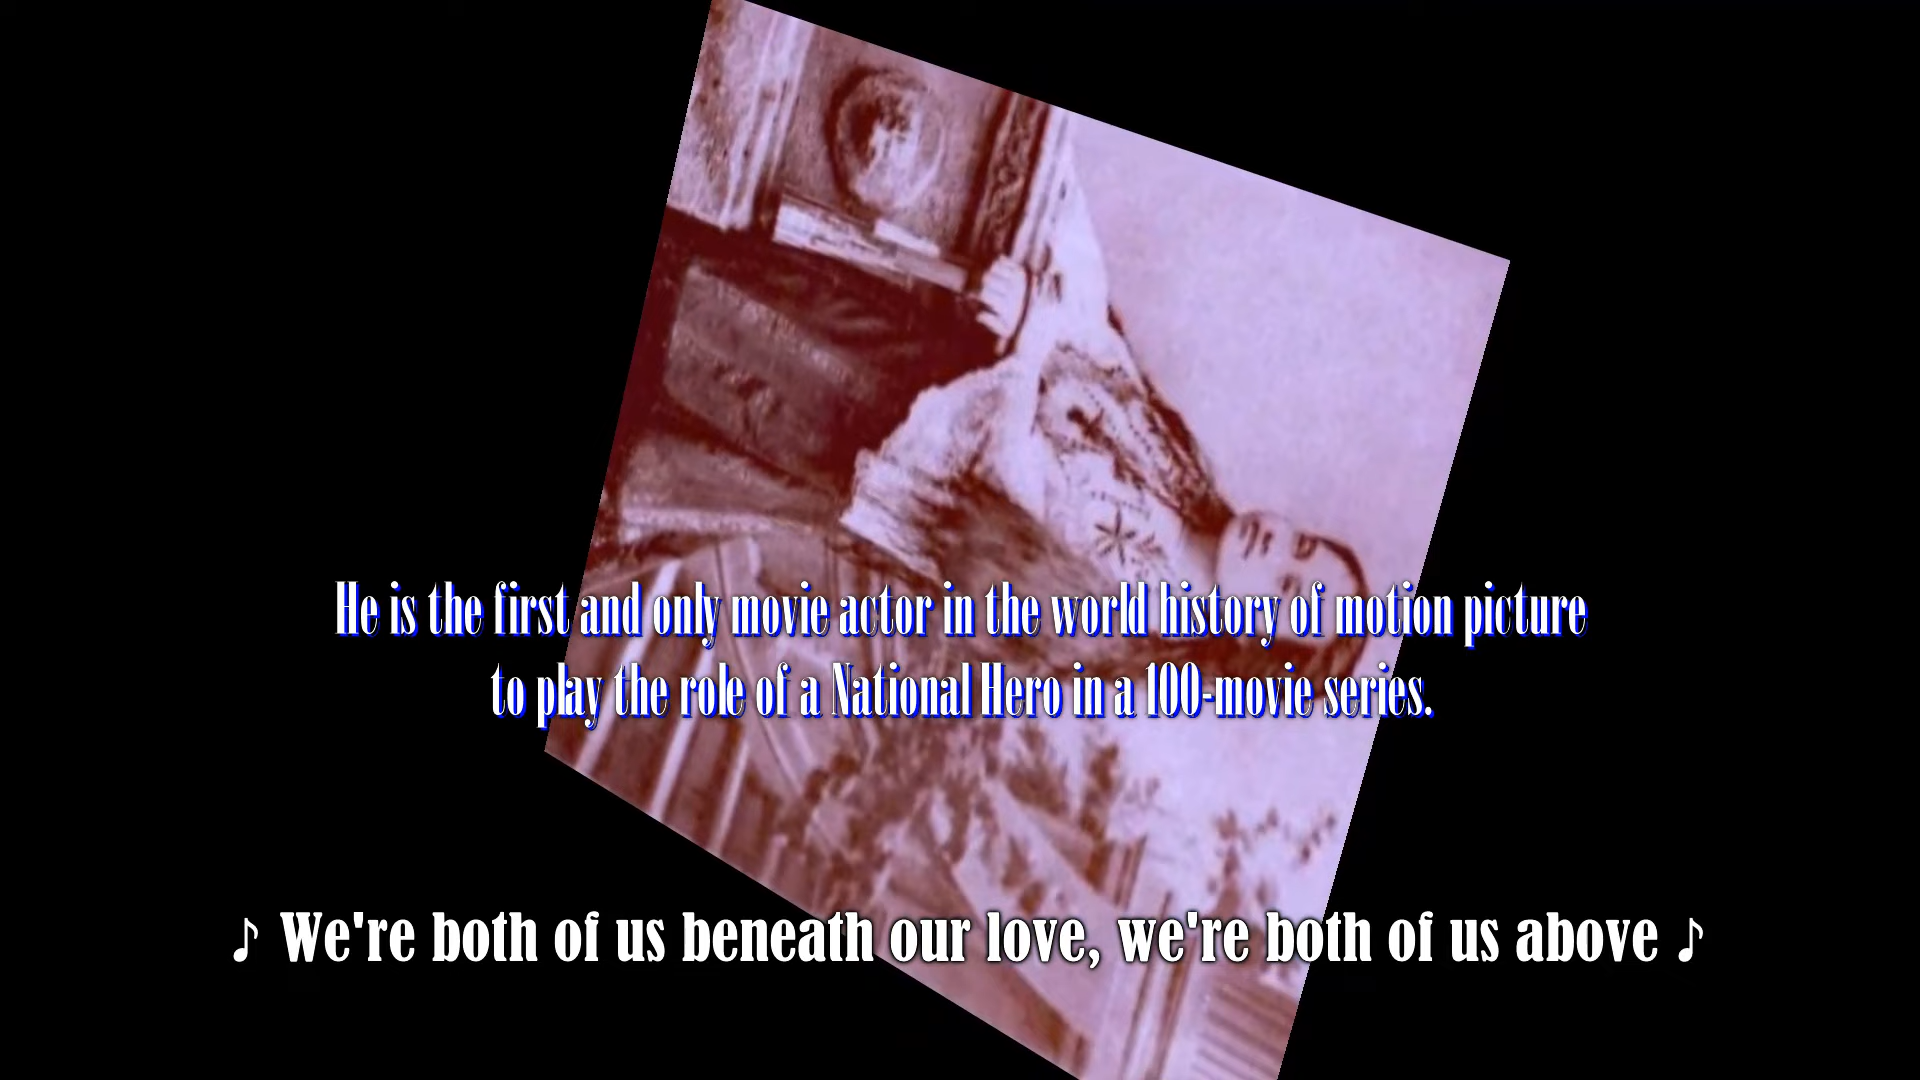 He is the first and only movie actor in the world history of motion picture
to play the role of a National Hero in a 100-movie series.
♪ We're both of us beneath our love, we're both of us above ♪